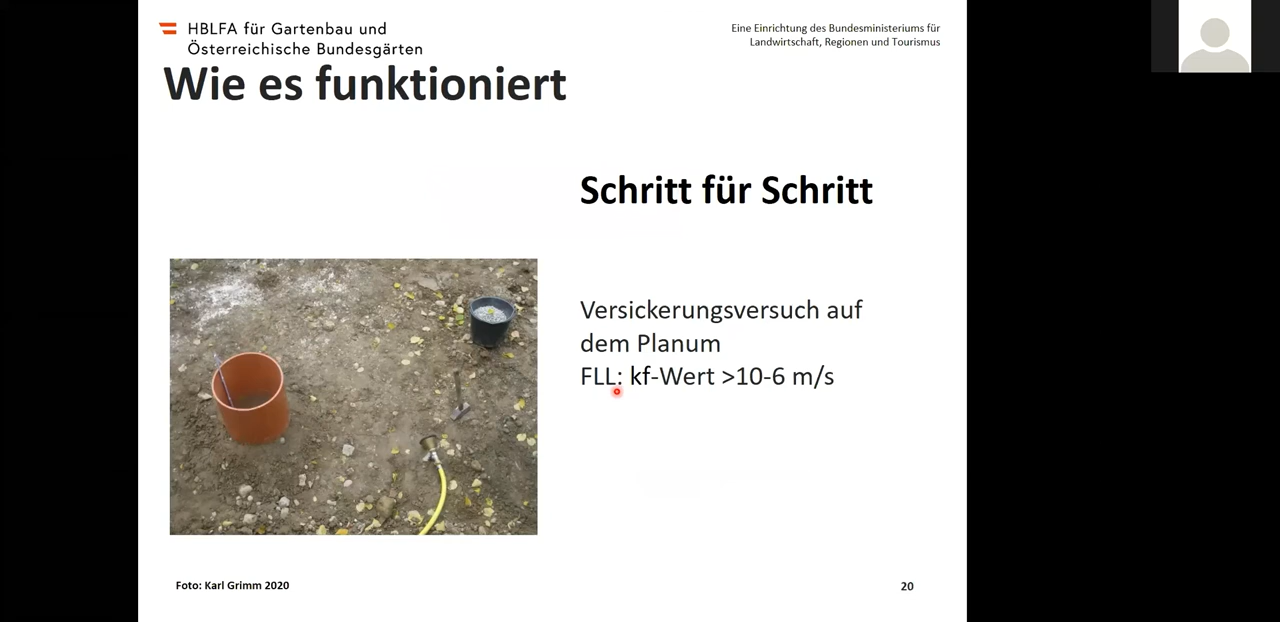 HBLFA für Gartenbau und
Österreichische Bundesgärten
Eine Einrichtung des Bundesministeriums für
Landwirtschaft, Regionen und Tourismus
Wie es funktioniert
Schritt für Schritt
Versickerungsversuch auf
dem Planum
FLL: kf-Wert >10-6 m/s
Foto: Karl Grimm 2020
20